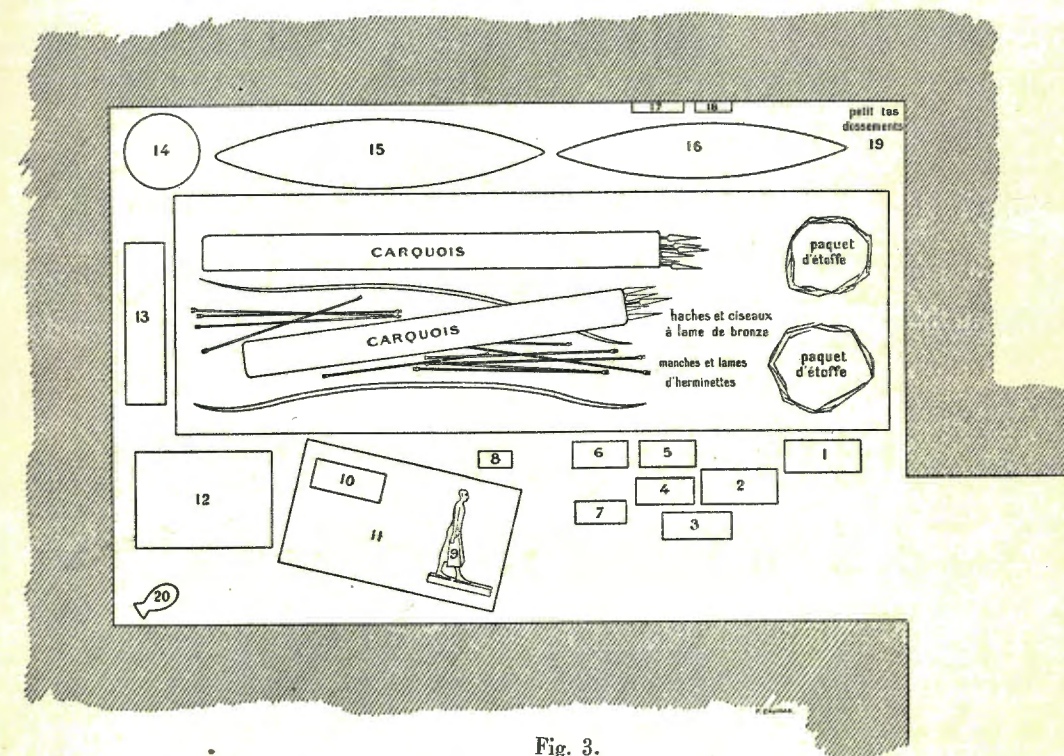 17
18
petit tas
dossements
19
14
15
16
CARQUOIS
paquet
d'étoffe
13
CARQUOIS
haches et ciseaux
à lame de bronze
manches et lames
d'herminettes
paquet
d'étoffe
12
10
11
9
8
6
5
1
4
2
7
3
20
Fig. 3.